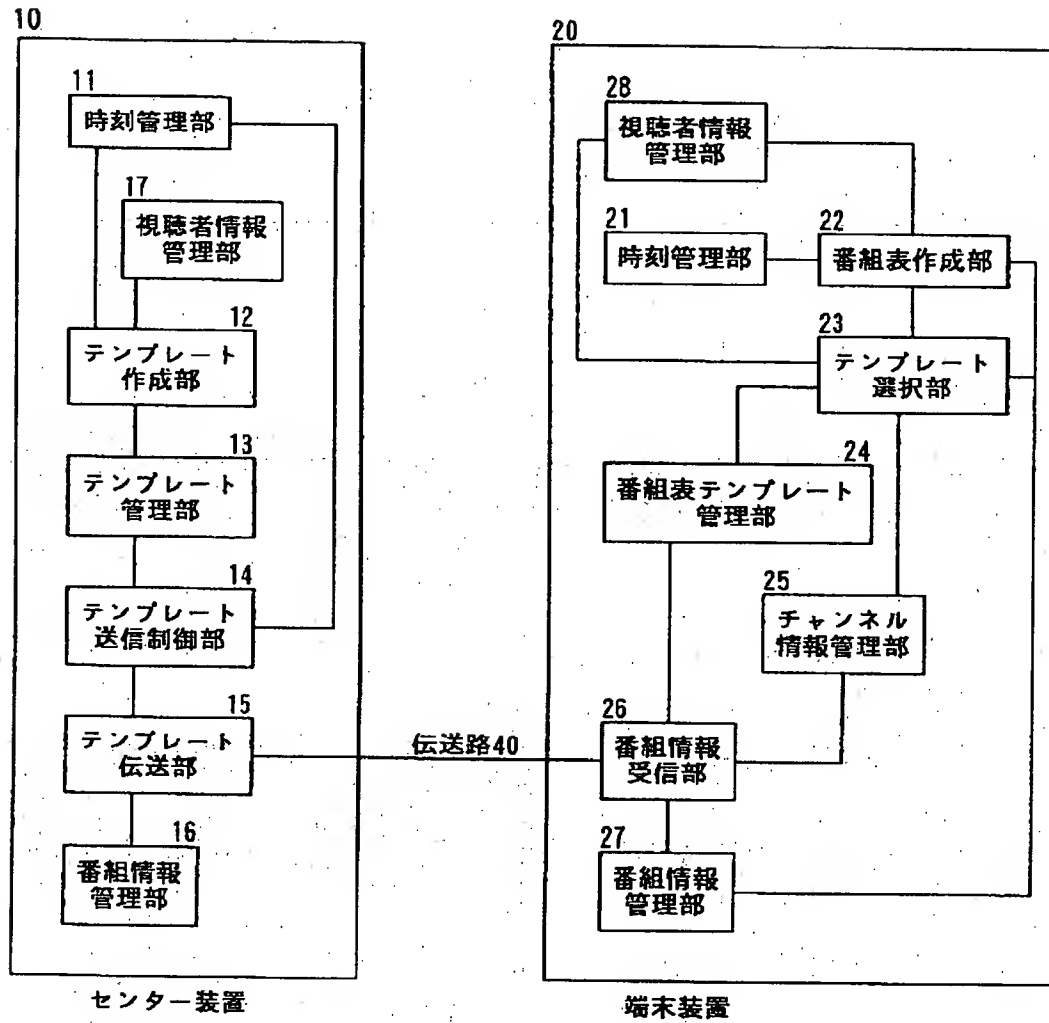 10
11
時刻管理部
17
視聴者情報
管理部
12
テンプレート
作成部
13
テンプレート
管理部
14
テンプレート
送信制御部
15
テンプレート
伝送部
16
番組情報
管理部
センター装置
伝送路40
20
28
視聴者情報
管理部
21
時刻管理部
22
番組表作成部
23
テンプレート
選択部
24
番組表テンプレート
管理部
25
チャンネル
情報管理部
26
番組情報
受信部
27
番組情報
管理部
端末装置